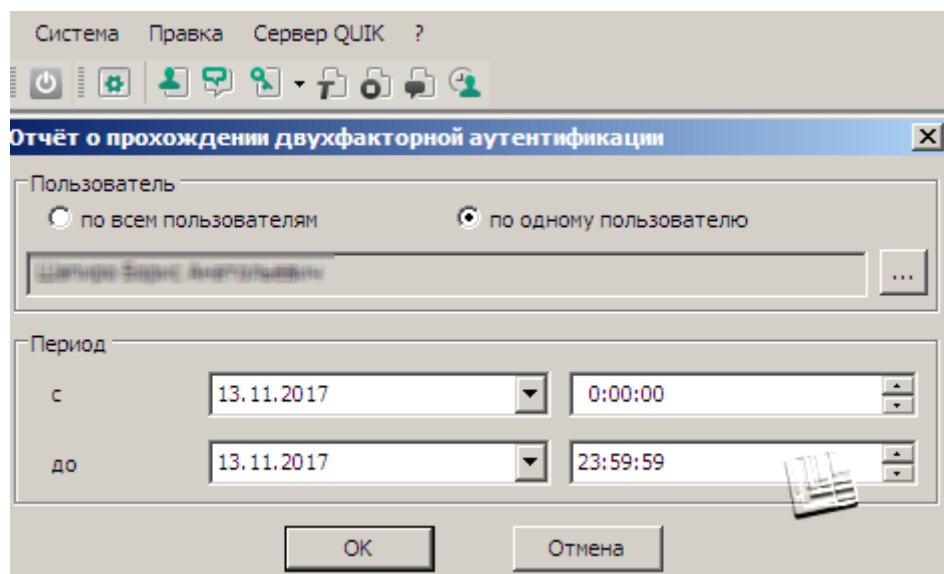 Система Правка Сервер QUIK ?
Отчёт о прохождении двухфакторной аутентификации
Пользователь
по всем пользователям по одному пользователю
...
Период
с 13.11.2017 0:00:00
до 13.11.2017 23:59:59
OK Отмена